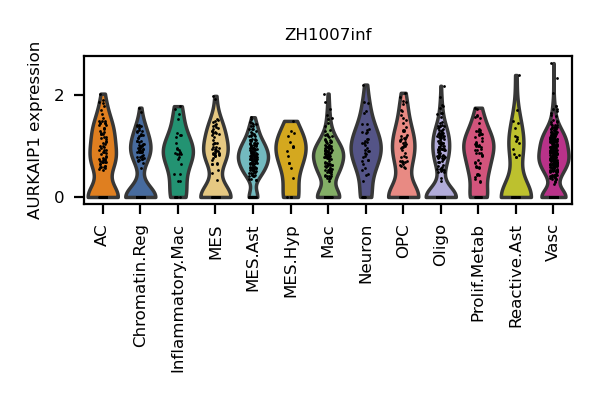 ZH1007inf
AURKAIP1 expression
2
0
AC
Chromatin.Reg
Inflammatory.Mac
MES
MES.Ast
MES.Hyp
Mac
Neuron
OPC
Oligo
Prolif.Metab
Reactive.Ast
Vasc